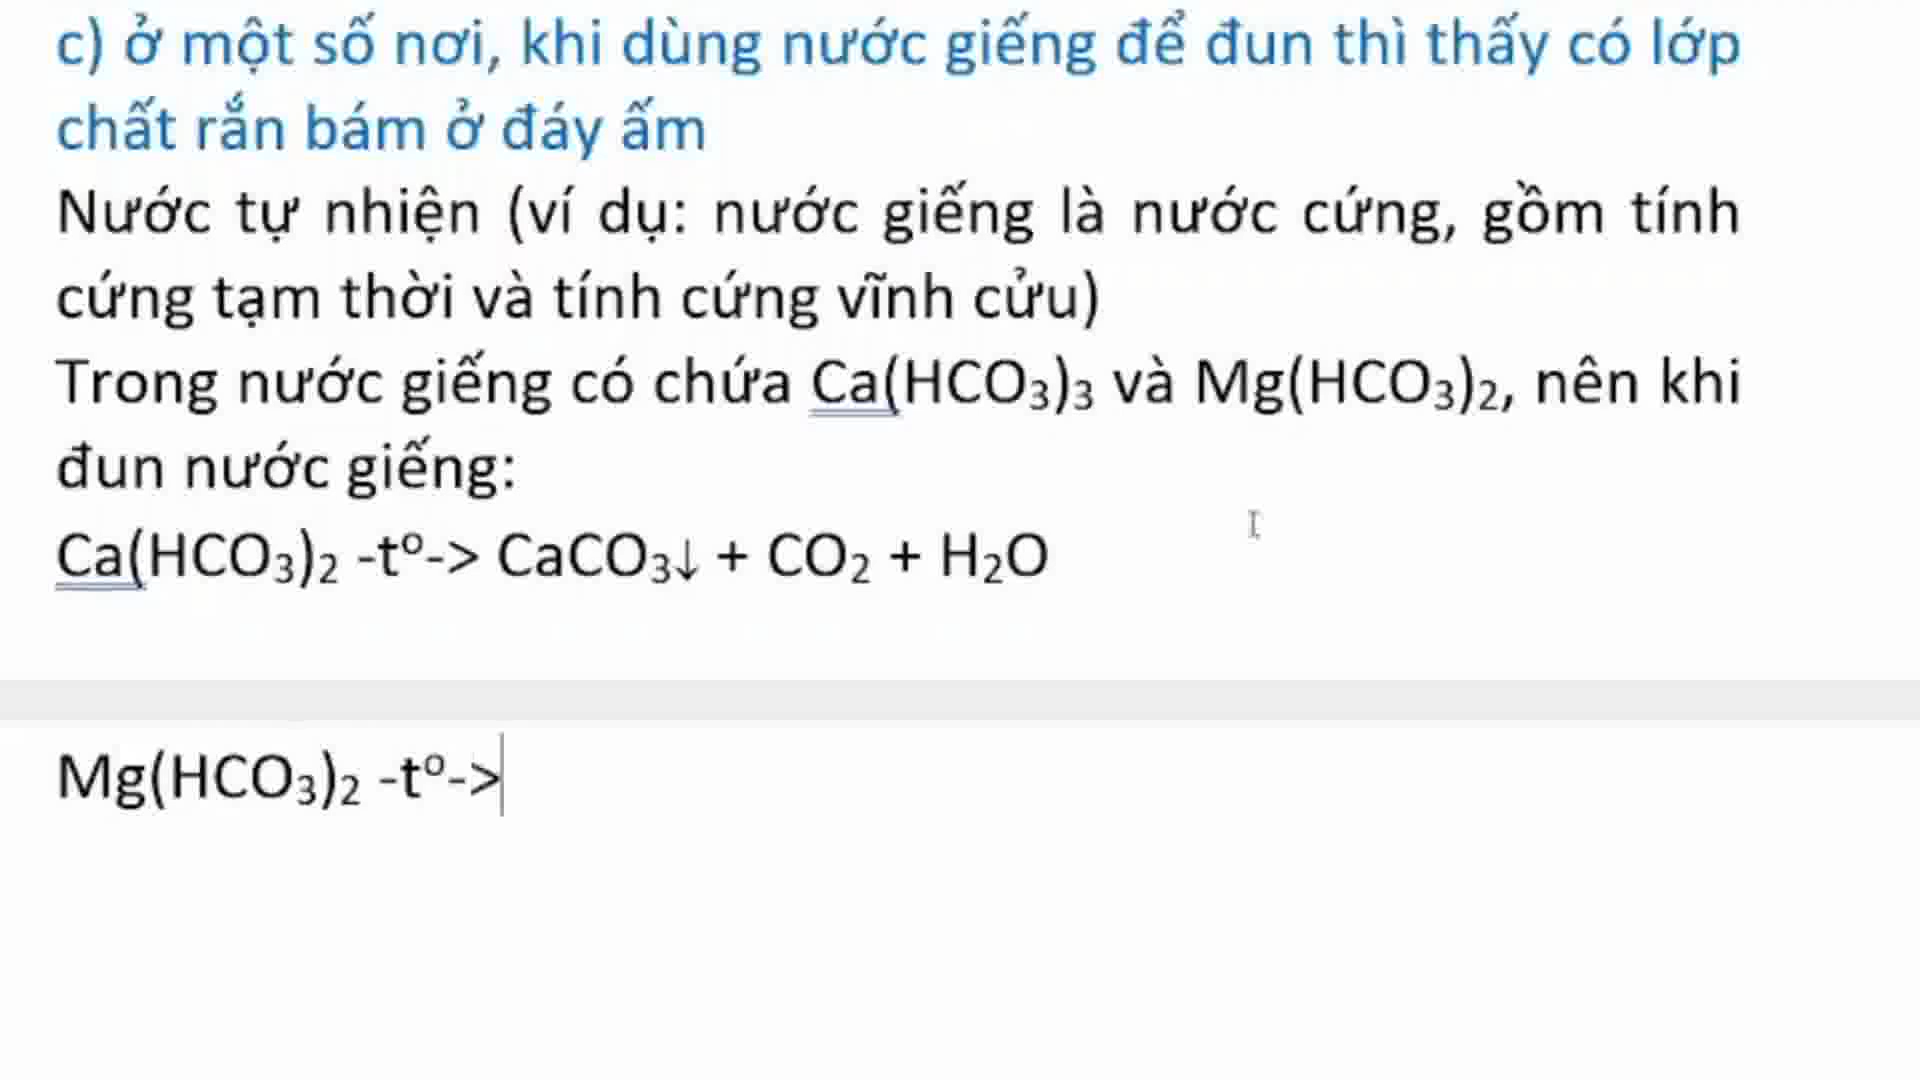 c) ở một số nơi, khi dùng nước giếng để đun thì thấy có lớp
chất rắn bám ở đáy ấm
Nước tự nhiện (ví dụ: nước giếng là nước cứng, gồm tính
cứng tạm thời và tính cứng vĩnh cửu)
Trong nước giếng có chứa Ca(HCO₃)₃ và Mg(HCO₃)₂, nên khi
đun nước giếng:
Ca(HCO₃)₂ -tº-> CaCO₃↓ + CO₂ + H₂O
Mg(HCO₃)₂ -tº->